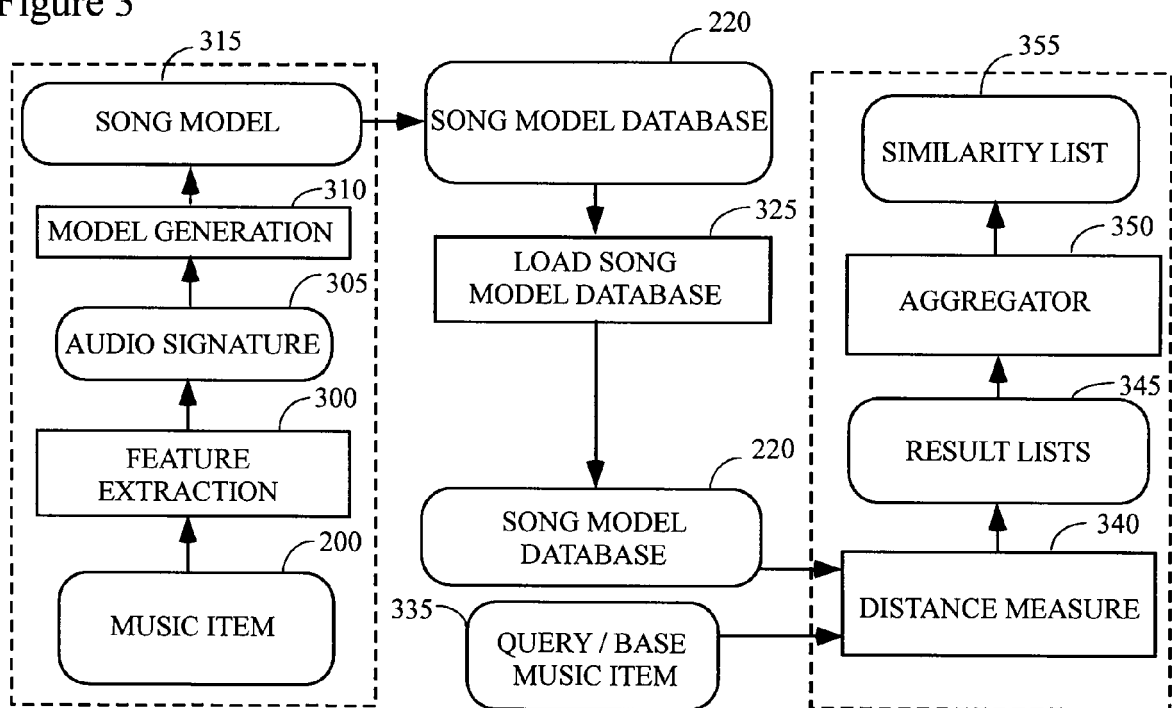 Figure 3
315
SONG MODEL
310
MODEL GENERATION
305
AUDIO SIGNATURE
300
FEATURE
EXTRACTION
200
MUSIC ITEM
220
SONG MODEL DATABASE
325
LOAD SONG
MODEL DATABASE
220
SONG MODEL
DATABASE
335
QUERY / BASE
MUSIC ITEM
355
SIMILARITY LIST
350
AGGREGATOR
345
RESULT LISTS
340
DISTANCE MEASURE